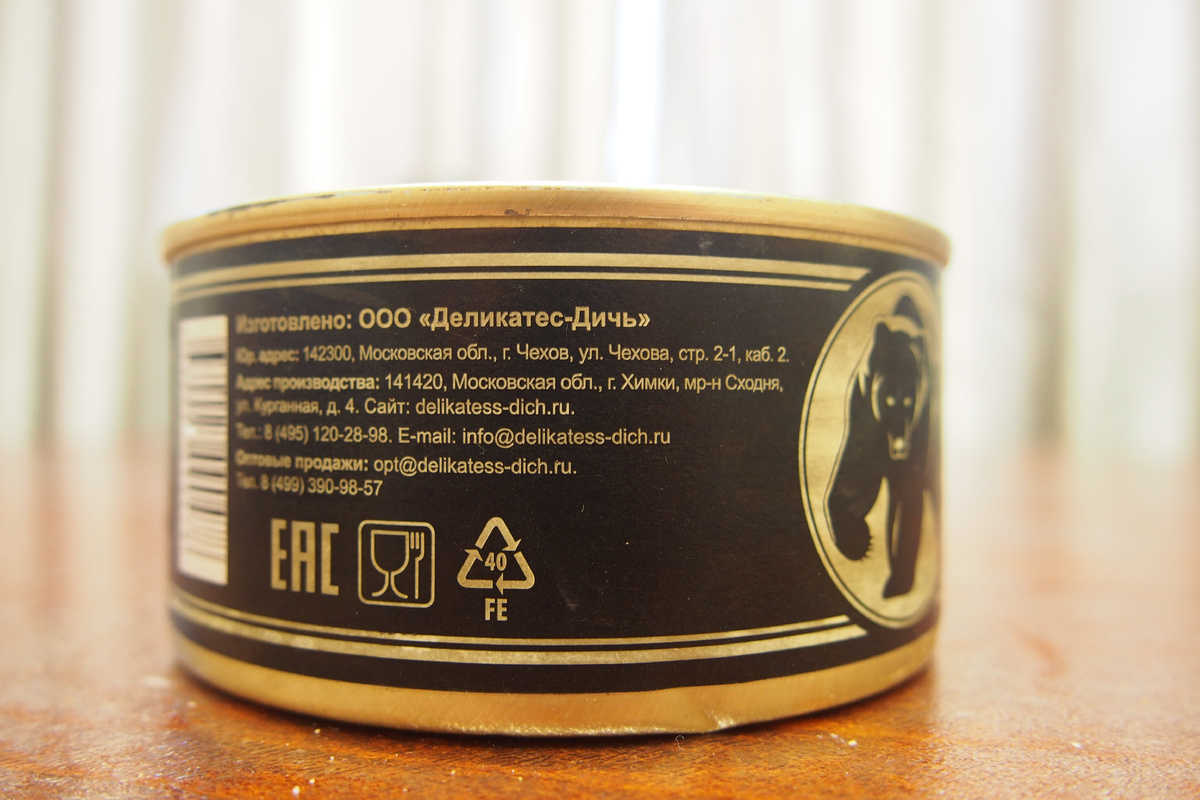 Изготовлено: ООО «Деликатес-Дичь»
Юр. адрес: 142300, Московская обл., г. Чехов, ул. Чехова, стр. 2-1, каб. 2.
Адрес производства: 141420, Московская обл., г. Химки, мр-н Сходня,
ул. Курганная, д. 4. Сайт: delikatess-dich.ru.
Тел.: 8 (495) 120-28-98. E-mail: info@delikatess-dich.ru
Оптовые продажи: opt@delikatess-dich.ru.
Тел. 8 (499) 390-98-57
EAC
40
FE